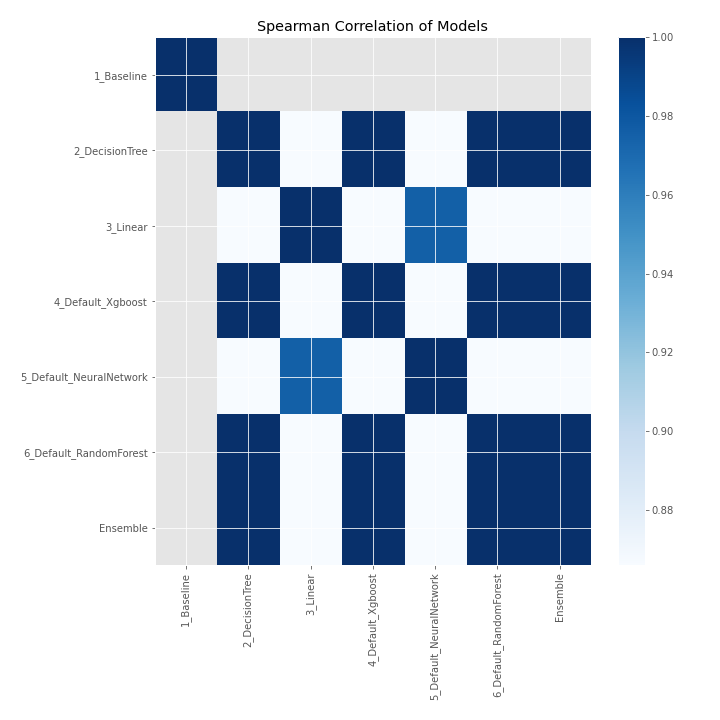 Spearman Correlation of Models
1_Baseline
2_DecisionTree
3_Linear
4_Default_Xgboost
5_Default_NeuralNetwork
6_Default_RandomForest
Ensemble
1_Baseline
2_DecisionTree
3_Linear
4_Default_Xgboost
5_Default_NeuralNetwork
6_Default_RandomForest
Ensemble
1.00
0.98
0.96
0.94
0.92
0.90
0.88